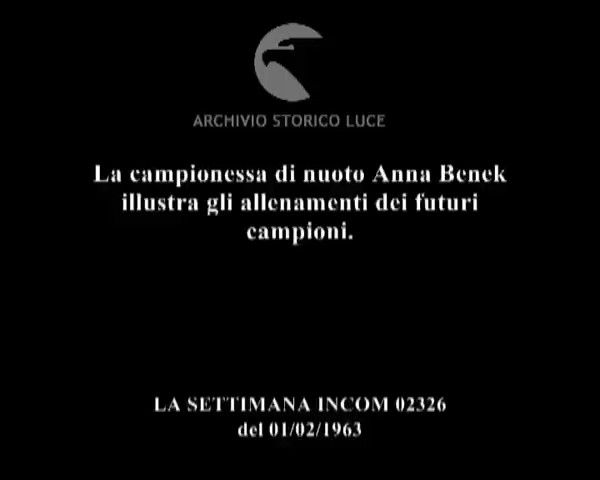 ARCHIVIO STORICO LUCE
La campionessa di nuoto Anna Benek
illustra gli allenamenti dei futuri
campioni.
LA SETTIMANA INCOM 02326
del 01/02/1963